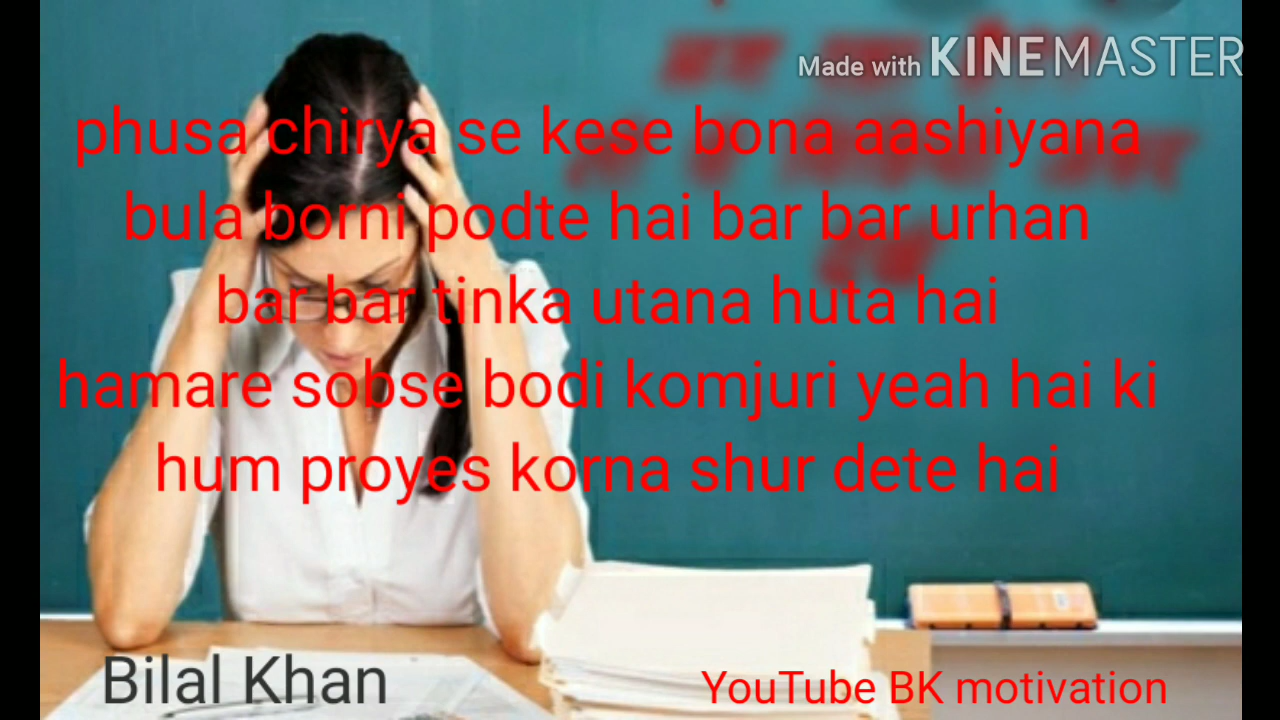 Made with KINEMASTER
phusa chirya se kese bona aashiyana
bula borni podte hai bar bar urhan
bar bar tinka utana huta hai
hamare sobse bodi komjuri yeah hai ki
hum proyes korna shur dete hai
Bilal Khan
YouTube BK motivation